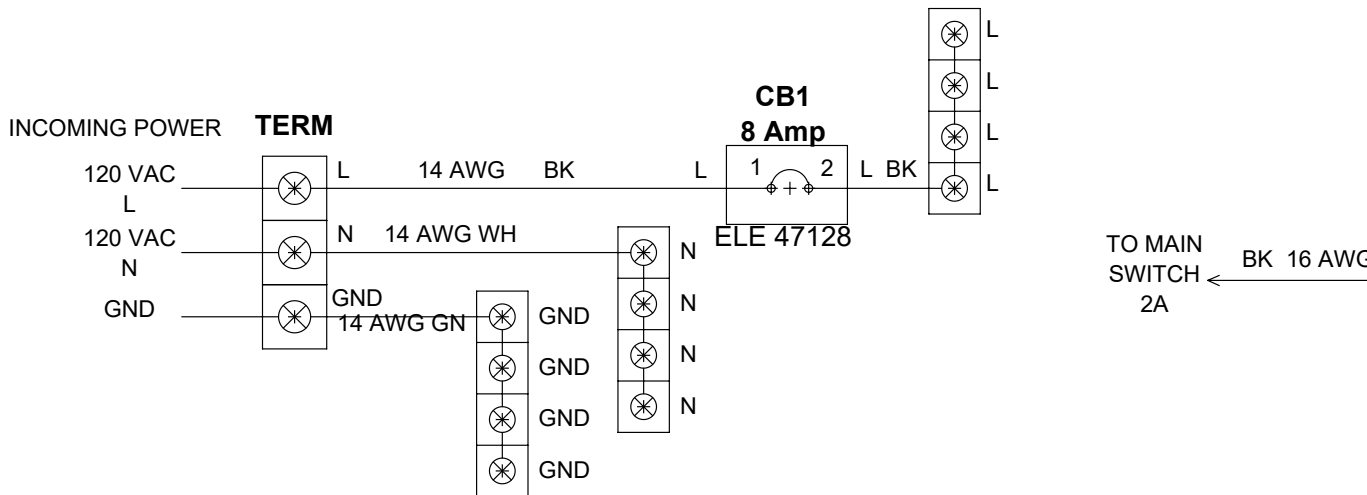 L
L
L
L
CB1
8 Amp
1 2
L BK
ELE 47128
INCOMING POWER TERM
120 VAC
L
L 14 AWG BK L
120 VAC
N
N 14 AWG WH
N
N
N
N
GND
GND
14 AWG GN
GND
GND
GND
GND
TO MAIN
SWITCH
2A
BK 16 AWG